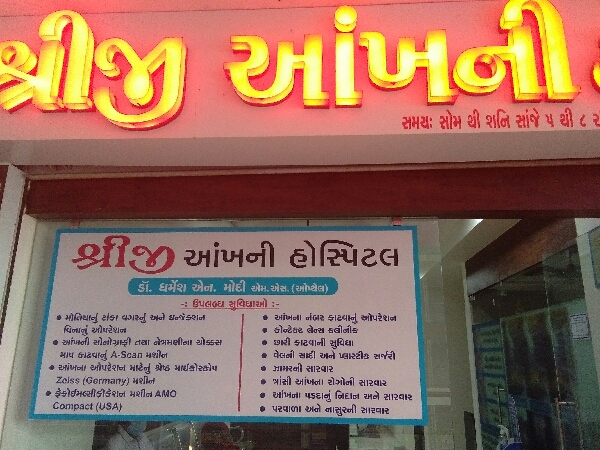 શ્રીજી આંખની
સમય: સોમ થી શનિ સાંજે ૫ થી ૮
શ્રીજી આંખની હોસ્પિટલ
ડૉ. ધર્મેશ એન. મોદી એમ.એસ.(ઓપ્થેલ)
-: ઉપલબ્ધ સુવિધાઓ :-
• મોતિયાનું ટાંકા વગરનું અને ઇન્જેક્શન
વિનાનું ઓપરેશન
• આંખની સોનોગ્રાફી તથા નેત્રમણીના ચોક્કસ
માપ કાઢવાનું A-Scan મશીન
• આંખના ઓપરેશન માટેનું શ્રેષ્ઠ માઈક્રોસ્કોપ
Zeiss (Germany) મશીન
• ફેકોઇમલ્સીફીકેશન મશીન AMO
Compact (USA)
• આંખના નંબર કાઢવાનું ઓપરેશન
• કોન્ટેક્ટ લેન્સ કલીનીક
• છારી કાઢવાની સુવિધા
• વેલની સાદી અને પ્લાસ્ટીક સર્જરી
• ઝામરની સારવાર
• ત્રાંસી આંખના રોગોની સારવાર
• આંખના પડદાનું નિદાન અને સારવાર
• પરવાળા અને નાસુરની સારવાર